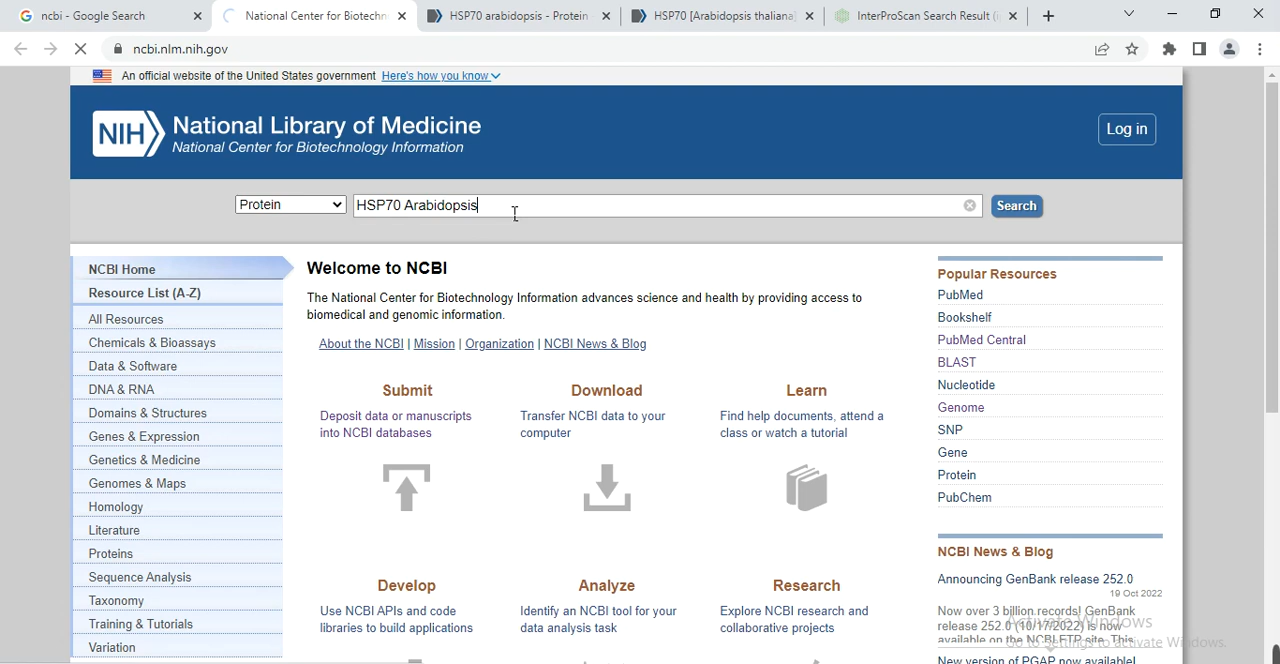 ncbi - Google Search
National Center for Biotechn
HSP70 arabidopsis - Protein -
HSP70 [Arabidopsis thaliana]
InterProScan Search Result (i
ncbi.nlm.nih.gov
An official website of the United States government Here's how you know
NIH National Library of Medicine
National Center for Biotechnology Information
Log in
Protein HSP70 Arabidopsis Search
NCBI Home
Resource List (A-Z)
All Resources
Chemicals & Bioassays
Data & Software
DNA & RNA
Domains & Structures
Genes & Expression
Genetics & Medicine
Genomes & Maps
Homology
Literature
Proteins
Sequence Analysis
Taxonomy
Training & Tutorials
Variation
Welcome to NCBI
The National Center for Biotechnology Information advances science and health by providing access to
biomedical and genomic information.
About the NCBI | Mission | Organization | NCBI News & Blog
Submit
Deposit data or manuscripts
into NCBI databases
Download
Transfer NCBI data to your
computer
Learn
Find help documents, attend a
class or watch a tutorial
Develop
Use NCBI APIs and code
libraries to build applications
Analyze
Identify an NCBI tool for your
data analysis task
Research
Explore NCBI research and
collaborative projects
Popular Resources
PubMed
Bookshelf
PubMed Central
BLAST
Nucleotide
Genome
SNP
Gene
Protein
PubChem
NCBI News & Blog
Announcing GenBank release 252.0
19 Oct 2022
Now over 3 billion records! GenBank
release 252.0 (10/17/2022) is now
available on the NCBI FTP site. This
New version of PGAP now available!
Activate Windows
Go to Settings to activate Windows.